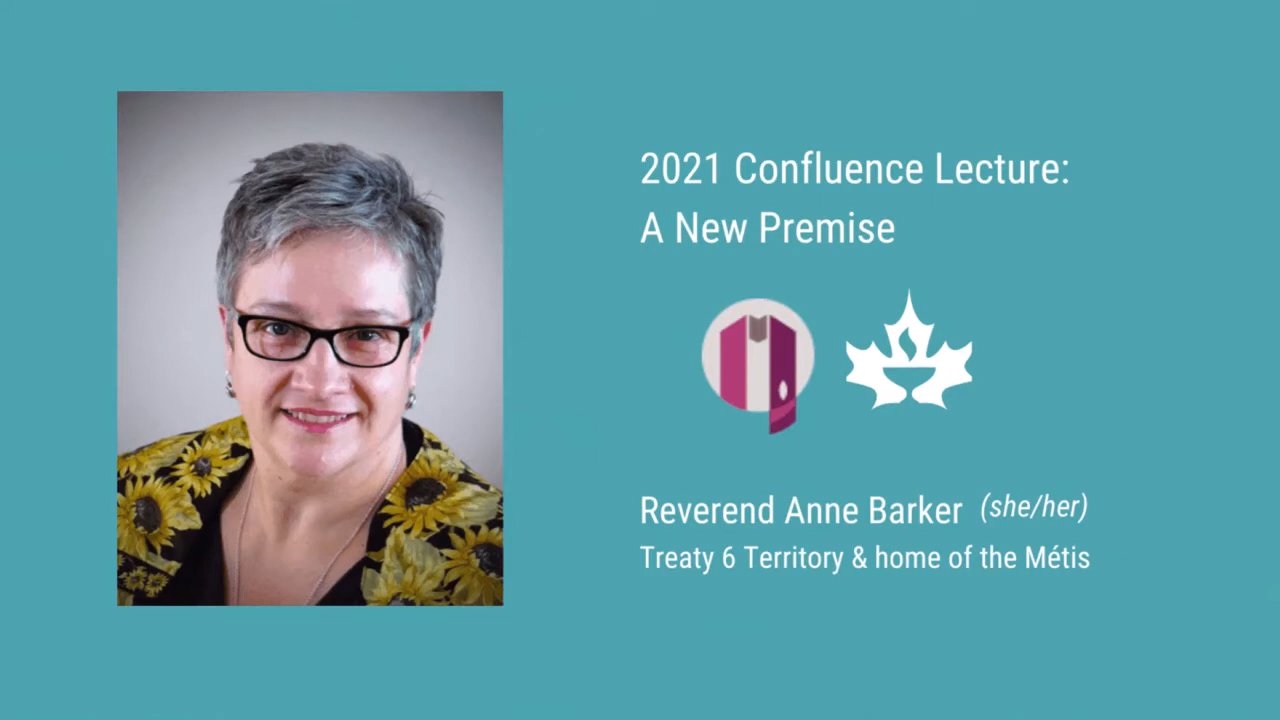 2021 Confluence Lecture:
A New Premise
Reverend Anne Barker (she/her)
Treaty 6 Territory & home of the Métis